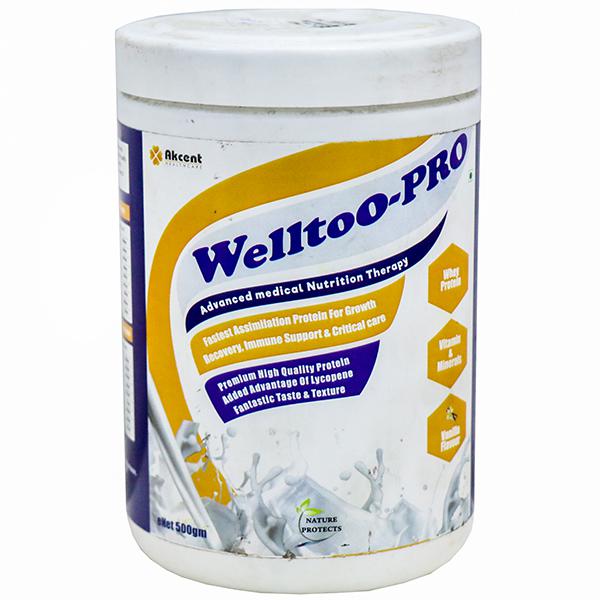 Akcent
HEALTHCARE
WelltoO-PRO
Advanced medical Nutrition Therapy
Fastest Assimilation Protein For Growth
Recovery, Immune Support & Critical care
Premium High Quality Protein
Added Advantage Of Lycopene
Fantastic Taste & Texture
Whey
Protein
Vitamin
&
Minerals
Vanilla
Flavour
eNet 500gm
NATURE
PROTECTS